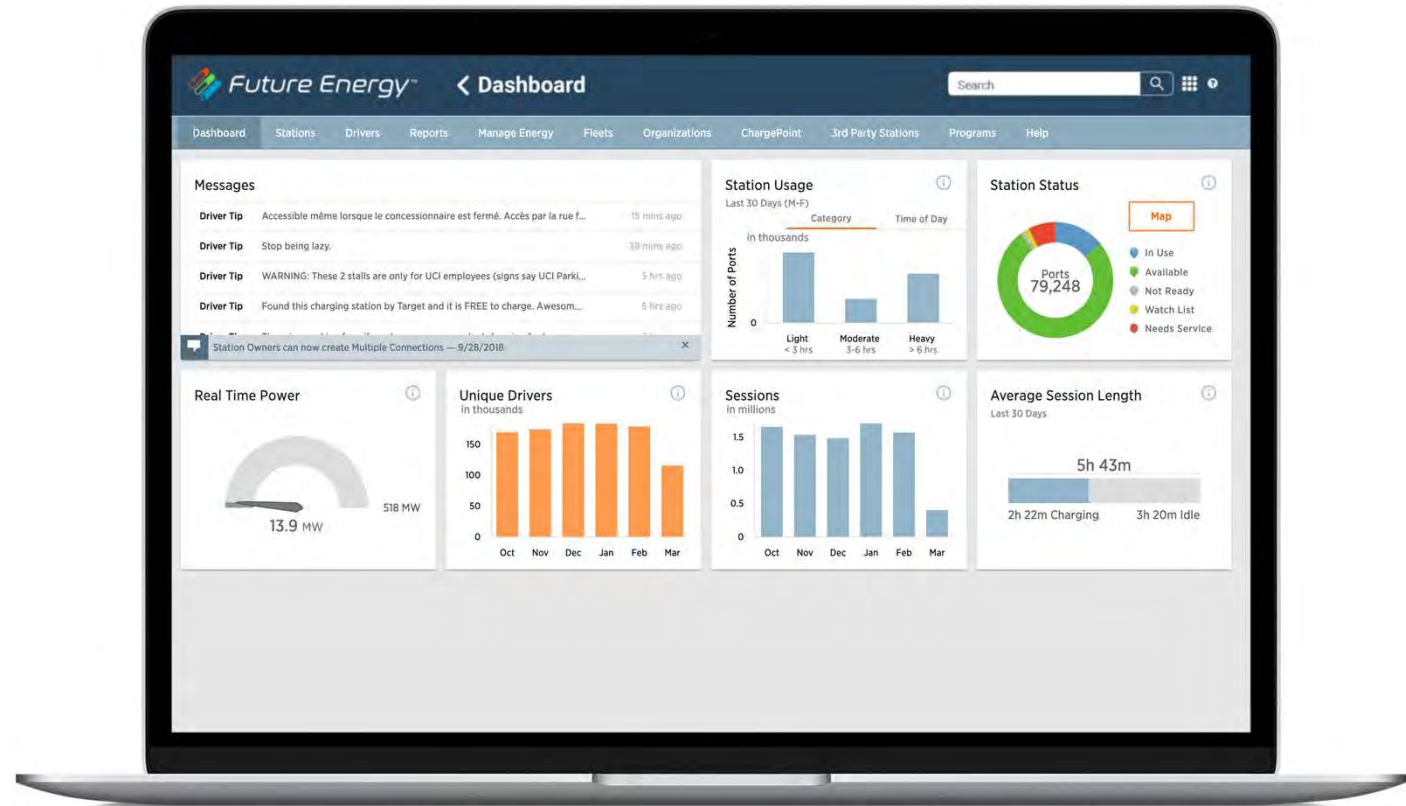 Future Energy™
Dashboard
Search
Dashboard Stations Drivers Reports Manage Energy Fleets Organizations ChargePoint 3rd Party Stations Programs Help
Messages
Driver Tip Accessible même lorsque le concessionnaire est fermé. Accès par la rue f... 15 mins ago
Driver Tip Stop being lazy. mins ago
Driver Tip WARNING: These 2 stalls are only for UCI employees (signs say UCI Parki... 5 hrs ago
Driver Tip Found this charging station by Target and it is FREE to charge. Awesom... hrs ago
Station Owners can now create Multiple Connections — 9/28/2018
Station Usage
Last 30 Days (M-F)
Category Time of Day
in thousands
Number of Ports
0
Light Moderate Heavy
< 3 hrs 3-6 hrs > 6 hrs
Station Status
Map
Ports
79,248
In Use
Available
Not Ready
Watch List
Needs Service
Real Time Power
518 MW
13.9 MW
Unique Drivers
in thousands
150
100
50
0
Oct Nov Dec Jan Feb Mar
Sessions
in millions
1.5
1.0
0.5
0
Oct Nov Dec Jan Feb Mar
Average Session Length
Last 30 Days
5h 43m
2h 22m Charging 3h 20m Idle